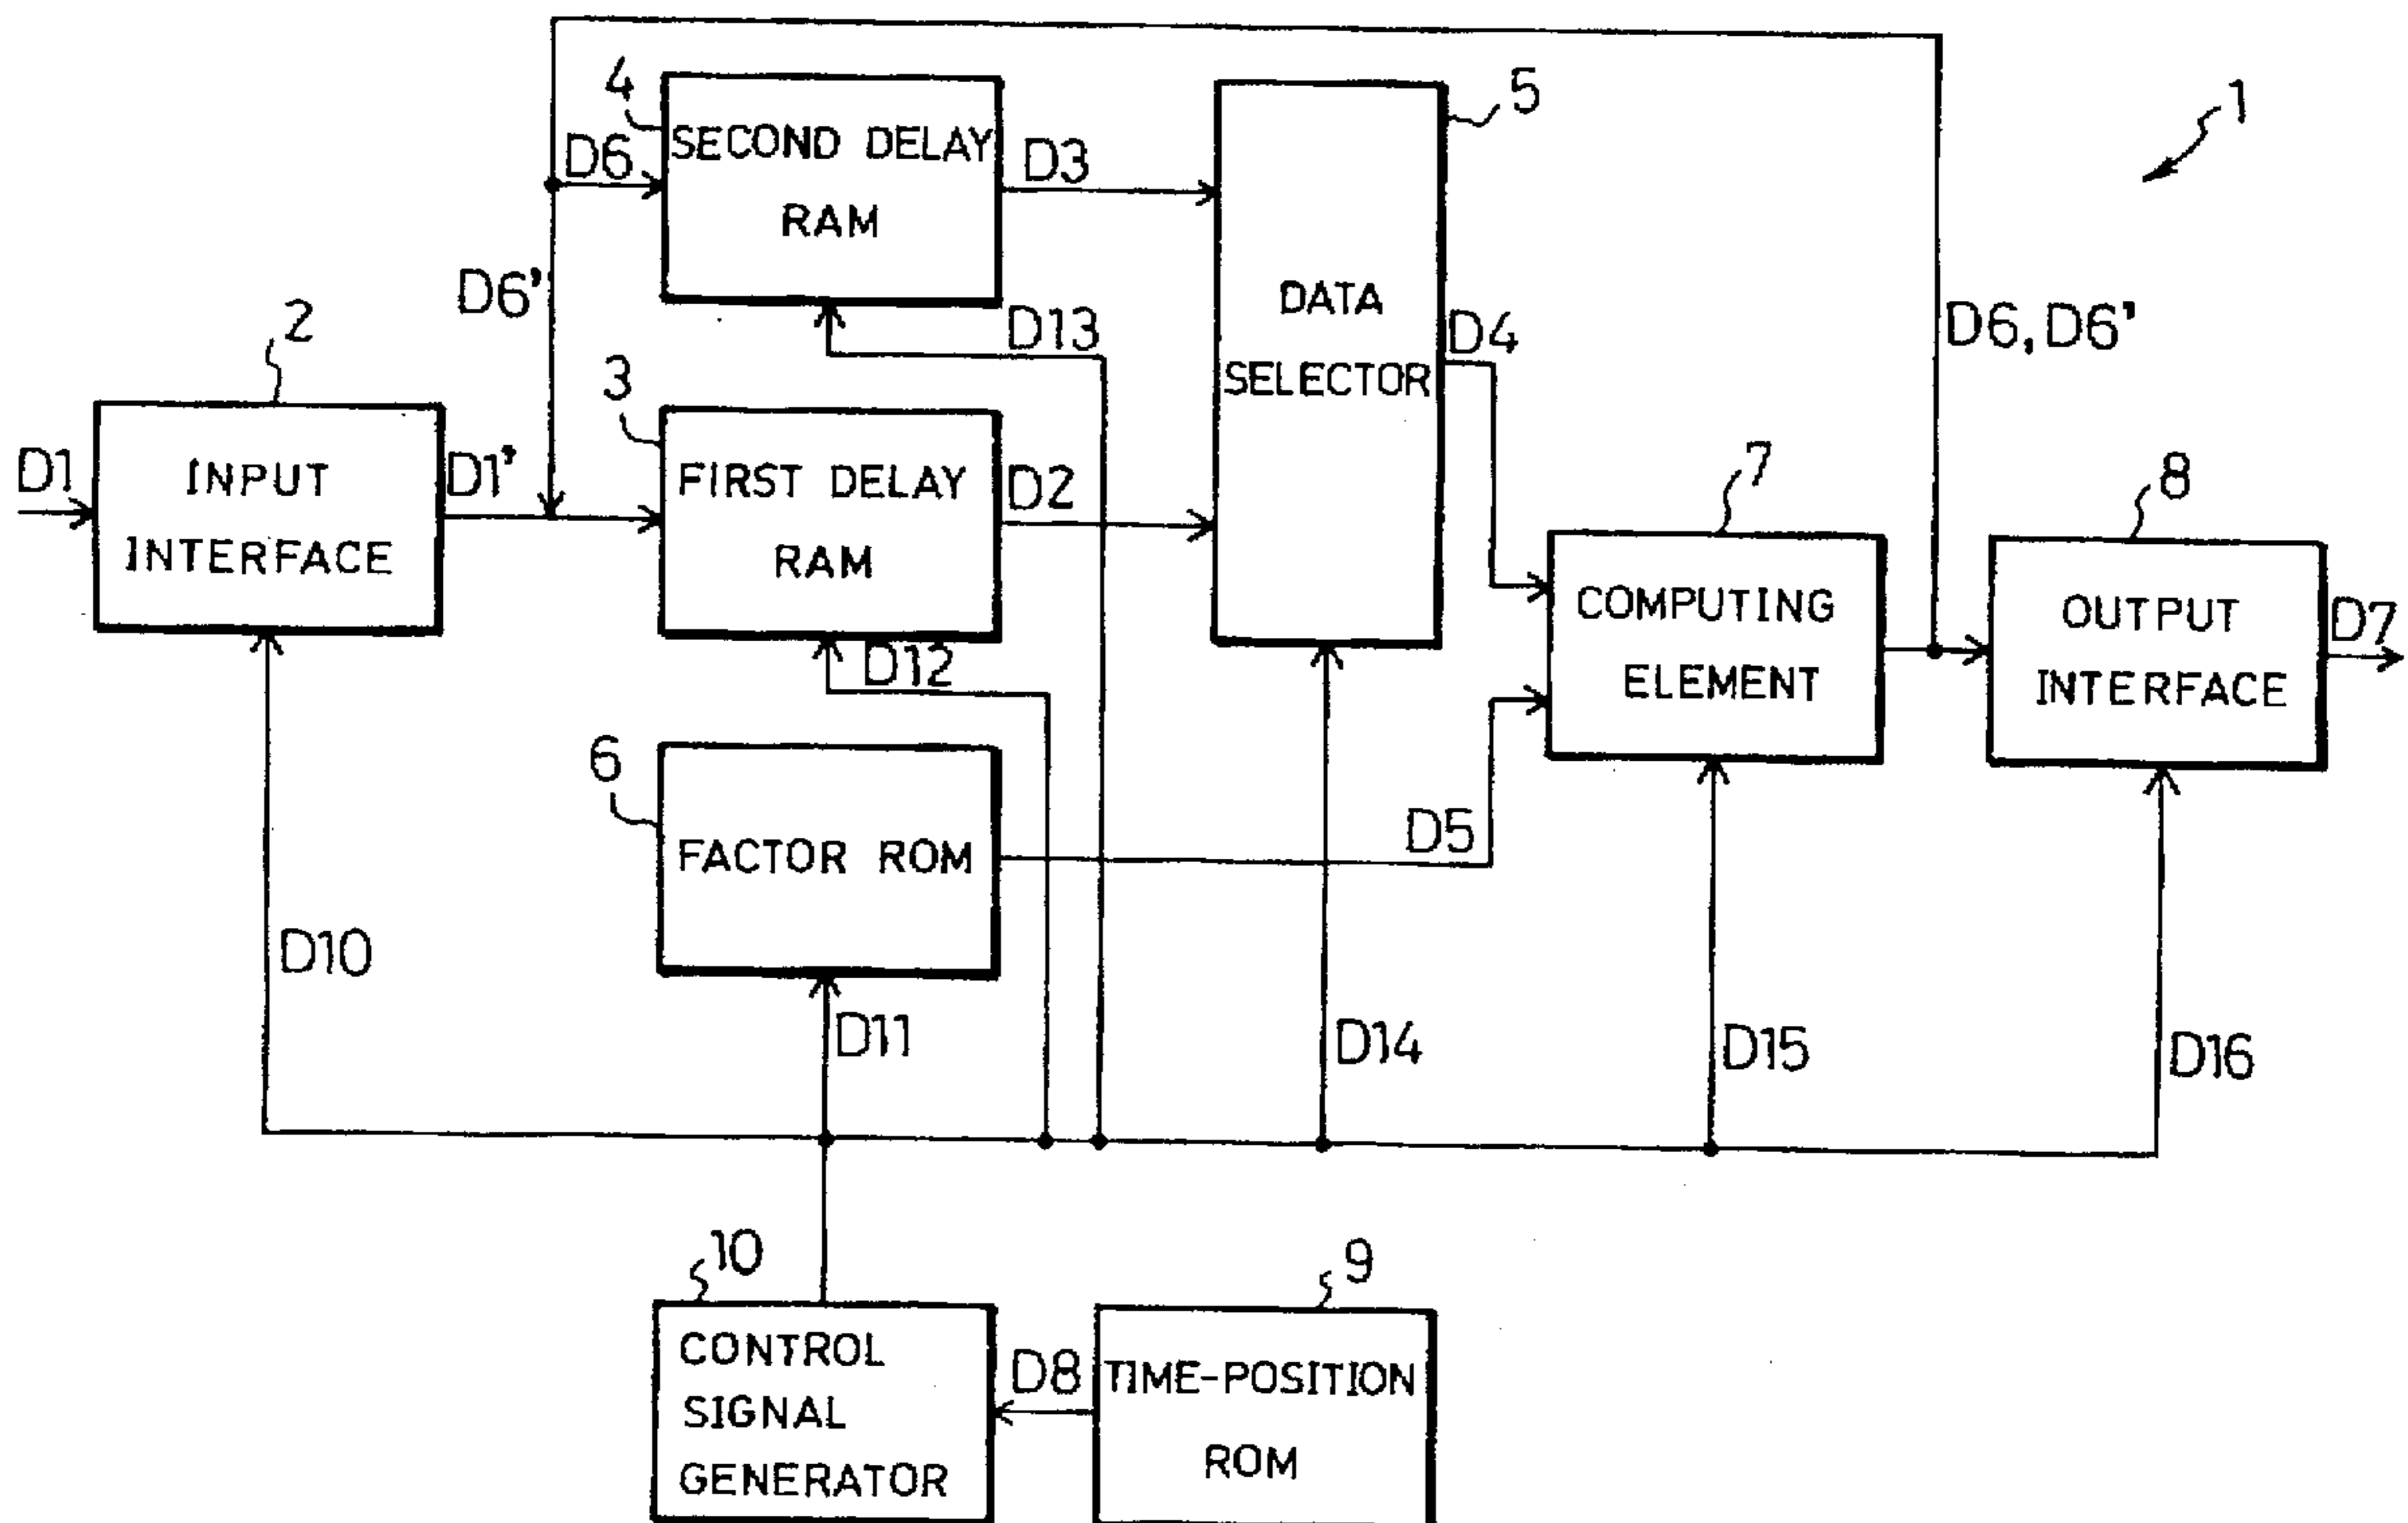 1
4
SECOND DELAY
RAM
D6
D3
5
DATA
SELECTOR
D6'
D13
D4
D6, D6'
2
INPUT
INTERFACE
D1
D1'
3
FIRST DELAY
RAM
D2
D12
7
COMPUTING
ELEMENT
8
OUTPUT
INTERFACE
D7
6
FACTOR ROM
D5
D10
D11
D14
D15
D16
10
CONTROL
SIGNAL
GENERATOR
D8
9
TIME-POSITION
ROM